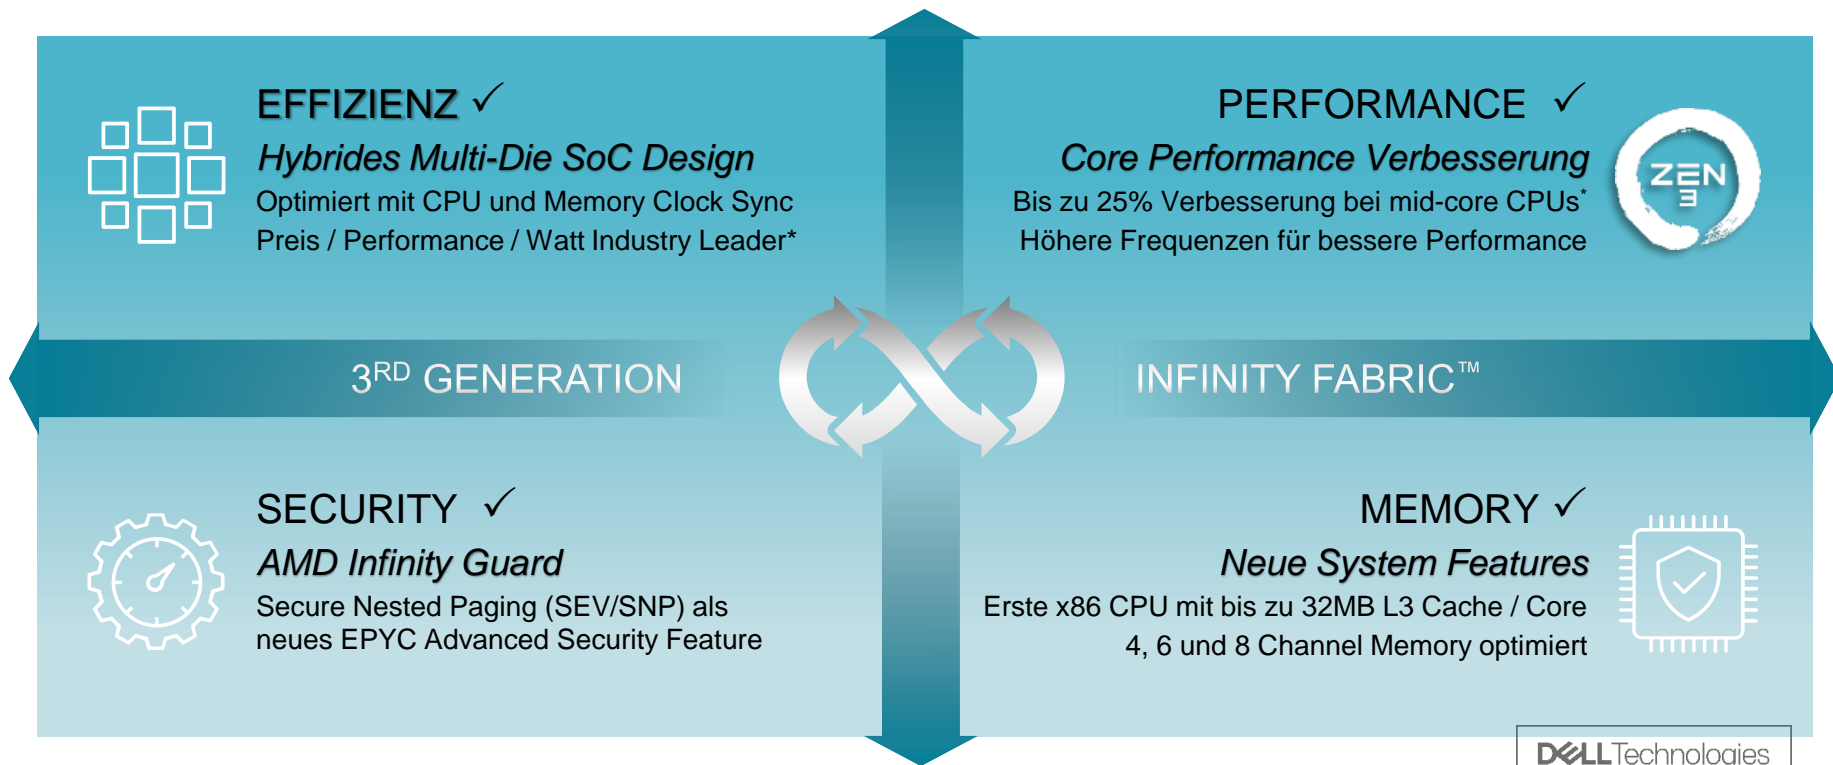 EFFIZIENZ ✓
Hybrides Multi-Die SoC Design
Optimiert mit CPU und Memory Clock Sync
Preis / Performance / Watt Industry Leader*
PERFORMANCE ✓
Core Performance Verbesserung
Bis zu 25% Verbesserung bei mid-core CPUs*
Höhere Frequenzen für bessere Performance
ZEN
3
3RD GENERATION
INFINITY FABRIC™
SECURITY ✓
AMD Infinity Guard
Secure Nested Paging (SEV/SNP) als
neues EPYC Advanced Security Feature
MEMORY ✓
Neue System Features
Erste x86 CPU mit bis zu 32MB L3 Cache / Core
4, 6 und 8 Channel Memory optimiert
DELLTechnologies